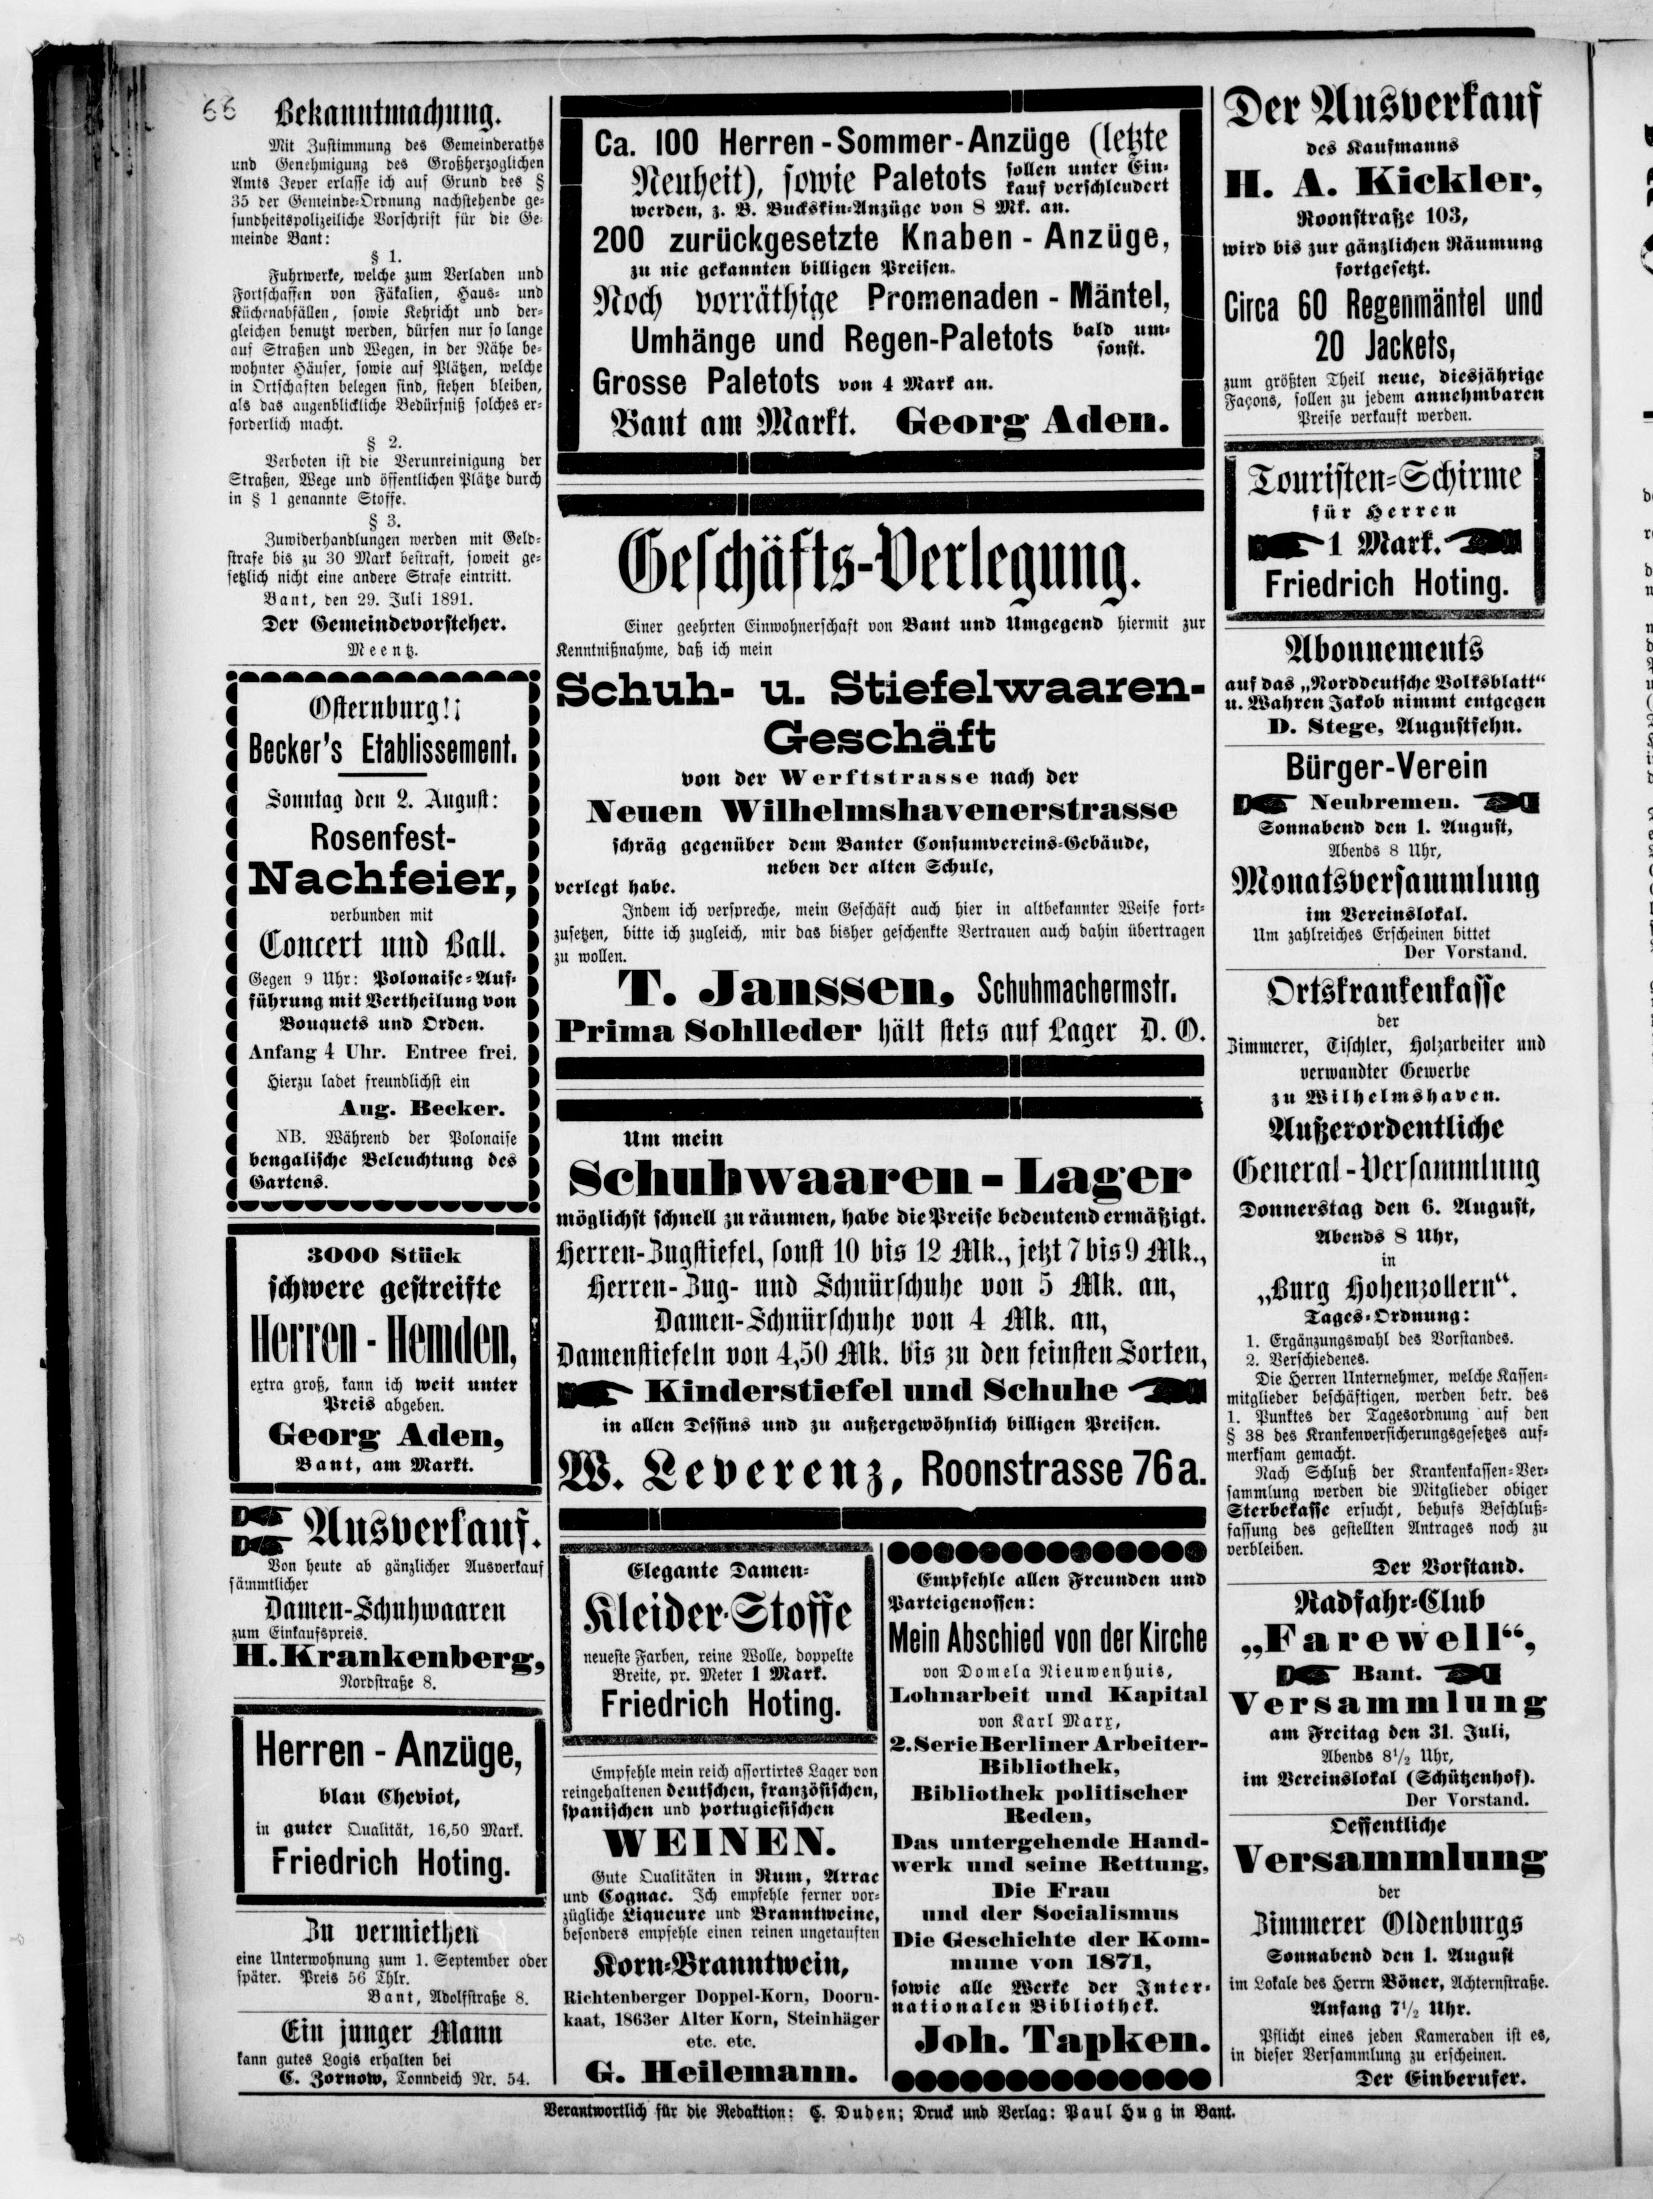 66
Bekanntmachung.
Mit Zustimmung des Gemeinderaths
und Genehmigung des Großherzoglichen
Amts Jever erlasse ich auf Grund des §
35 der Gemeinde-Ordnung nachstehende ge-
sundheitspolizeiliche Vorschrift für die Ge-
meinde Bant:
§ 1.
Fuhrwerke, welche zum Verladen und
Fortschaffen von Fäkalien, Haus- und
Küchenabfällen, sowie Kehricht und der-
gleichen benutzt werden, dürfen nur so lange
auf Straßen und Wegen, in der Nähe be-
wohnter Häuser, sowie auf Plätzen, welche
in Ortschaften belegen sind, stehen bleiben,
als das augenblickliche Bedürfniß solches er-
forderlich macht.
§ 2.
Verboten ist die Verunreinigung der
Straßen, Wege und öffentlichen Plätze durch
in § 1 genannte Stoffe.
§ 3.
Zuwiderhandlungen werden mit Geld-
strafe bis zu 30 Mark bestraft, soweit ge-
setzlich nicht eine andere Strafe eintritt.
Bant, den 29. Juli 1891.
Der Gemeindevorsteher.
Meentz.
Osternburg!¡
Becker's Etablissement.
Sonntag den 2. August:
Rosenfest-
Nachfeier,
verbunden mit
Concert und Ball.
Gegen 9 Uhr: Polonaise-Auf-
führung mit Vertheilung von
Bouquets und Orden.
Anfang 4 Uhr. Entree frei.
Hierzu ladet freundlichst ein
Aug. Becker.
NB. Während der Polonaise
bengalische Beleuchtung des
Gartens.
3000 Stück
schwere gestreifte
Herren-Hemden,
extra groß, kann ich weit unter
Preis abgeben.
Georg Aden,
Bant, am Markt.
Ausverkauf.
Von heute ab gänzlicher Ausverkauf
sämmtlicher
Damen-Schuhwaaren
zum Einkaufspreis.
H. Krankenberg,
Nordstraße 8.
Herren-Anzüge,
blau Cheviot,
in guter Qualität, 16,50 Mark.
Friedrich Hoting.
Zu vermiethen
eine Unterwohnung zum 1. September oder
später. Preis 56 Thlr.
Bant, Adolfstraße 8.
Ein junger Mann
kann gutes Logis erhalten bei
C. Zornow, Tonndeich Nr. 54.
Ca. 100 Herren-Sommer-Anzüge (letzte
Neuheit), sowie Paletots sollen unter Ein-
kauf verschleudert
werden, z. B. Buckskin-Anzüge von 8 Mk. an.
200 zurückgesetzte Knaben-Anzüge,
zu nie gekannten billigen Preisen.
Noch vorräthige Promenaden-Mäntel,
Umhänge und Regen-Paletots bald um-
sonst.
Grosse Paletots von 4 Mark an.
Bant am Markt. Georg Aden.
Geschäfts-Verlegung.
Einer geehrten Einwohnerschaft von Bant und Umgegend hiermit zur
Kenntnißnahme, daß ich mein
Schuh- u. Stiefelwaaren-
Geschäft
von der Werftstrasse nach der
Neuen Wilhelmshavenerstrasse
schräg gegenüber dem Banter Consumvereins-Gebäude,
neben der alten Schule,
verlegt habe.
Indem ich verspreche, mein Geschäft auch hier in altbekannter Weise fort-
zusetzen, bitte ich zugleich, mir das bisher geschenkte Vertrauen auch dahin übertragen
zu wollen.
T. Janssen, Schuhmachermstr.
Prima Sohlleder hält stets auf Lager D. O.
Um mein
Schuhwaaren-Lager
möglichst schnell zu räumen, habe die Preise bedeutend ermäßigt.
Herren-Zugstiefel, sonst 10 bis 12 Mk., jetzt 7 bis 9 Mk.,
Herren-Zug- und Schnürschuhe von 5 Mk. an,
Damen-Schnürschuhe von 4 Mk. an,
Damenstiefeln von 4,50 Mk. bis zu den feinsten Sorten,
Kinderstiefel und Schuhe
in allen Dessins und zu außergewöhnlich billigen Preisen.
W. Leverenz, Roonstrasse 76a.
Elegante Damen-
Kleider-Stoffe
neueste Farben, reine Wolle, doppelte
Breite, pr. Meter 1 Mark.
Friedrich Hoting.
Empfehle mein reich assortirtes Lager von
reingehaltenen deutschen, französischen,
spanischen und portugiesischen
WEINEN.
Gute Qualitäten in Rum, Arrac
und Cognac. Ich empfehle ferner vor-
zügliche Liqueure und Branntweine,
besonders empfehle einen reinen ungetauften
Korn-Branntwein,
Richtenberger Doppel-Korn, Doorn-
kaat, 1863er Alter Korn, Steinhäger
etc. etc.
G. Heilemann.
Empfehle allen Freunden und
Parteigenossen:
Mein Abschied von der Kirche
von Domela Nieuwenhuis,
Lohnarbeit und Kapital
von Karl Marx,
2. Serie Berliner Arbeiter-
Bibliothek,
Bibliothek politischer
Reden,
Das untergehende Hand-
werk und seine Rettung,
Die Frau
und der Socialismus
Die Geschichte der Kom-
mune von 1871,
sowie alle Werke der Inter-
nationalen Bibliothek.
Joh. Tapken.
Der Ausverkauf
des Kaufmanns
H. A. Kickler,
Roonstraße 103,
wird bis zur gänzlichen Räumung
fortgesetzt.
Circa 60 Regenmäntel und
20 Jackets,
zum größten Theil neue, diesjährige
Façons, sollen zu jedem annehmbaren
Preise verkauft werden.
Touristen-Schirme
für Herren
1 Mark.
Friedrich Hoting.
Abonnements
auf das „Norddeutsche Volksblatt“
u. Wahren Jakob nimmt entgegen
D. Stege, Augustfehn.
Bürger-Verein
Neubremen.
Sonnabend den 1. August,
Abends 8 Uhr,
Monatsversammlung
im Vereinslokal.
Um zahlreiches Erscheinen bittet
Der Vorstand.
Ortskrankenkasse
der
Zimmerer, Tischler, Holzarbeiter und
verwandter Gewerbe
zu Wilhelmshaven.
Außerordentliche
General-Versammlung
Donnerstag den 6. August,
Abends 8 Uhr,
in
„Burg Hohenzollern“.
Tages-Ordnung:
1. Ergänzungswahl des Vorstandes.
2. Verschiedenes.
Die Herren Unternehmer, welche Kassen-
mitglieder beschäftigen, werden betr. des
1. Punktes der Tagesordnung auf den
§ 38 des Krankenversicherungsgesetzes auf-
merksam gemacht.
Nach Schluß der Krankenkassen-Ver-
sammlung werden die Mitglieder obiger
Sterbekasse ersucht, behufs Beschluß-
fassung des gestellten Antrages noch zu
verbleiben.
Der Vorstand.
Radfahr-Club
„Farewell“,
Bant.
Versammlung
am Freitag den 31. Juli,
Abends 8 1/2 Uhr,
im Vereinslokal (Schützenhof).
Der Vorstand.
Oeffentliche
Versammlung
der
Zimmerer Oldenburgs
Sonnabend den 1. August
im Lokale des Herrn Böner, Achternstraße.
Anfang 7 1/2 Uhr.
Pflicht eines jeden Kameraden ist es,
in dieser Versammlung zu erscheinen.
Der Einberufer.
Verantwortlich für die Redaktion: C. Duden; Druck und Verlag: Paul Hug in Bant.